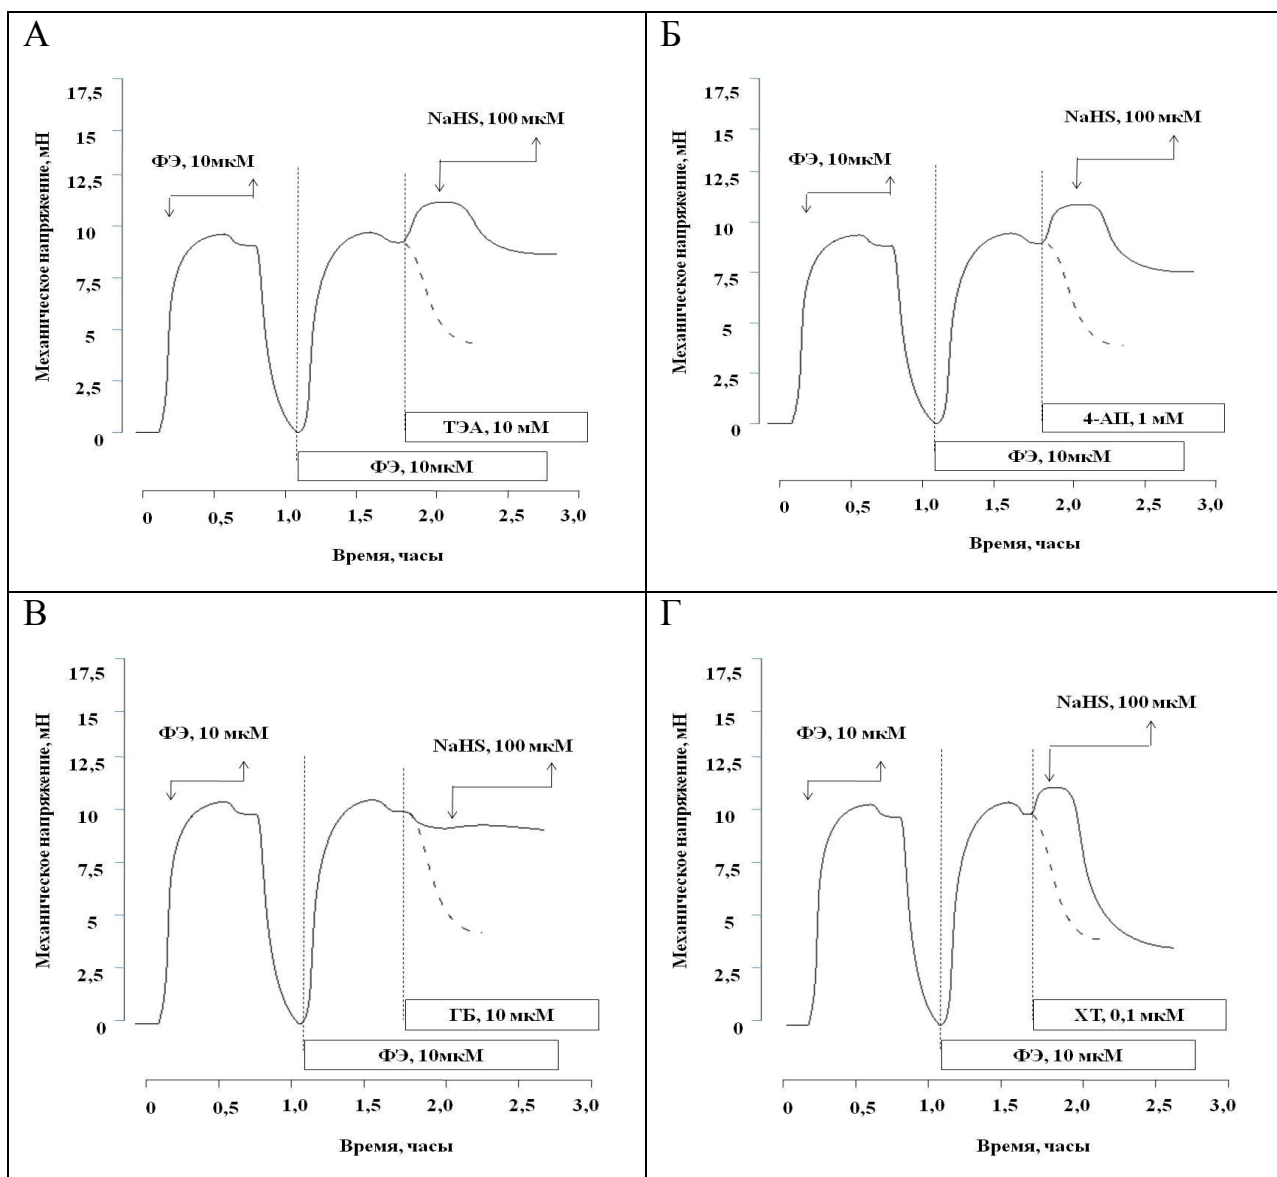 А
Механическое напряжение, мН
17,5
15
12,5
10
7,5
5
2,5
0
ФЭ, 10мкМ
NaHS, 100 мкМ
ТЭА, 10 мМ
ФЭ, 10мкМ
0 0,5 1,0 1,5 2,0 2,5 3,0
Время, часы
Б
Механическое напряжение, мН
17,5
15
12,5
10
7,5
5
2,5
0
ФЭ, 10мкМ
NaHS, 100 мкМ
4-АП, 1 мМ
ФЭ, 10мкМ
0 0,5 1,0 1,5 2,0 2,5 3,0
Время, часы
В
Механическое напряжение, мН
17,5
15
12,5
10
7,5
5
2,5
0
ФЭ, 10 мкМ
NaHS, 100 мкМ
ГБ, 10 мкМ
ФЭ, 10мкМ
0 0,5 1,0 1,5 2,0 2,5 3,0
Время, часы
Г
Механическое напряжение, мН
17,5
15
12,5
10
7,5
5
2,5
0
ФЭ, 10 мкМ
NaHS, 100 мкМ
ХТ, 0,1 мкМ
ФЭ, 10 мкМ
0 0,5 1,0 1,5 2,0 2,5 3,0
Время, часы